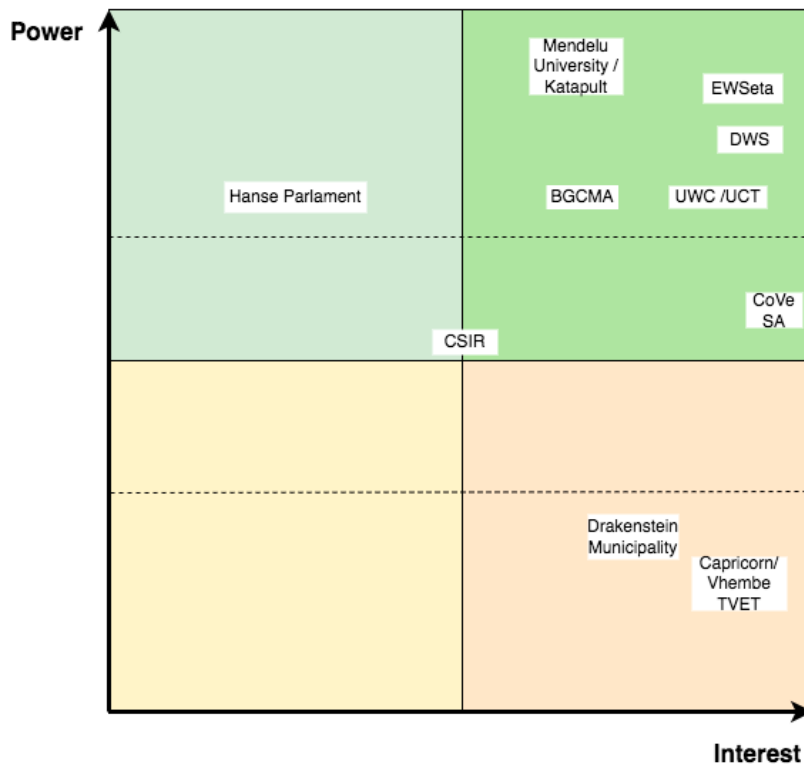 Power
Mendelu
University /
Katapult
EWSeta
DWS
Hanse Parlament
BGCMA
UWC /UCT
CoVe
SA
CSIR
Drakenstein
Municipality
Capricorn/
Vhembe
TVET
Interest